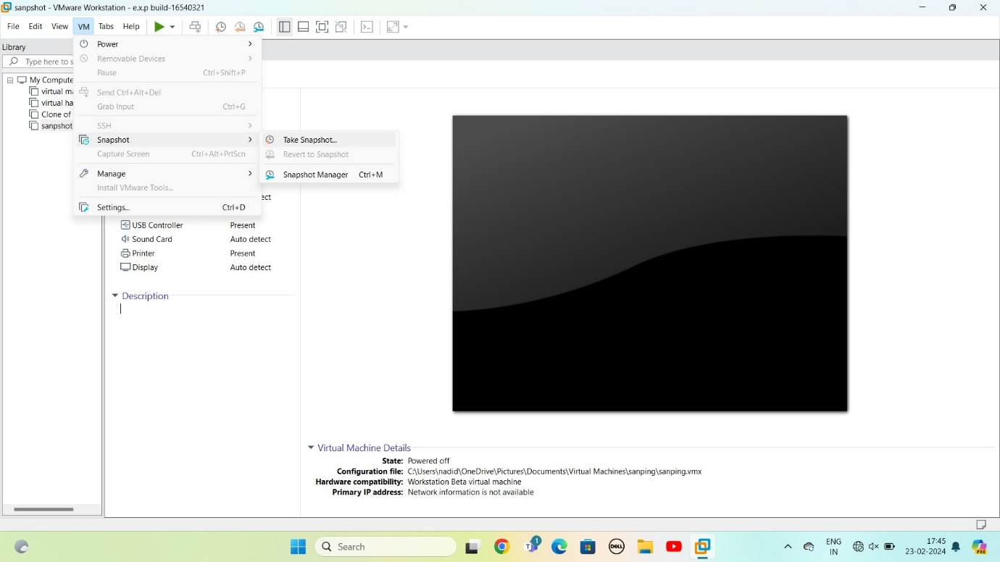 sanpshot - VMware Workstation - e.x.p build-16540321
File Edit View VM Tabs Help
Library
Type here to s
My Compute
virtual ma
virtual ha
Clone of
sanpshot
Power
Removable Devices
Pause Ctrl+Shift+P
Send Ctrl+Alt+Del
Grab Input Ctrl+G
SSH
Snapshot
Capture Screen Ctrl+Alt+PrtScn
Manage
Install VMware Tools...
Settings... Ctrl+D
Take Snapshot...
Revert to Snapshot
Snapshot Manager Ctrl+M
ect
USB Controller Present
Sound Card Auto detect
Printer Present
Display Auto detect
Description
Virtual Machine Details
State: Powered off
Configuration file: C:\Users\nadid\OneDrive\Pictures\Documents\Virtual Machines\sanping\sanping.vmx
Hardware compatibility: Workstation Beta virtual machine
Primary IP address: Network information is not available
Search
1
DELL
ENG
IN
17:45
23-02-2024
PRE